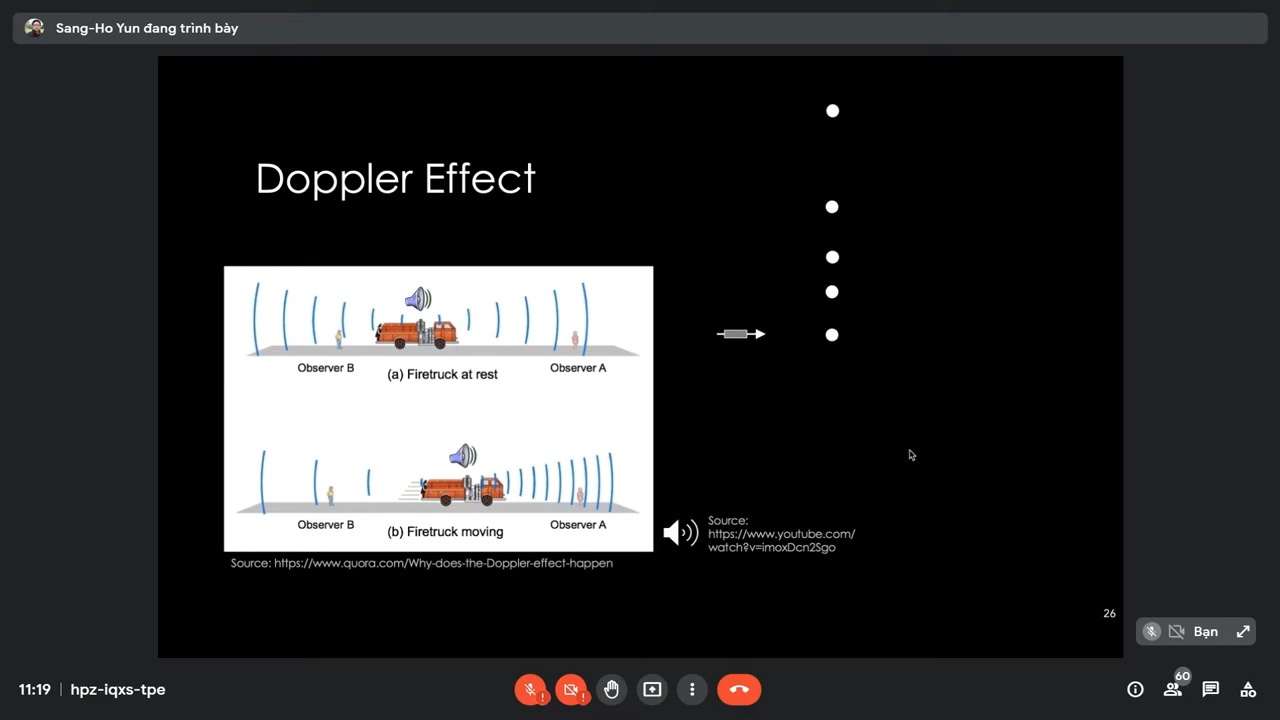 Sang-Ho Yun đang trình bày
Doppler Effect
Observer B
(a) Firetruck at rest
Observer A
Observer B
(b) Firetruck moving
Observer A
Source: https://www.quora.com/Why-does-the-Doppler-effect-happen
Source:
https://www.youtube.com/
watch?v=imoxDcn2Sgo
26
Bạn
11:19
hpz-iqxs-tpe
60